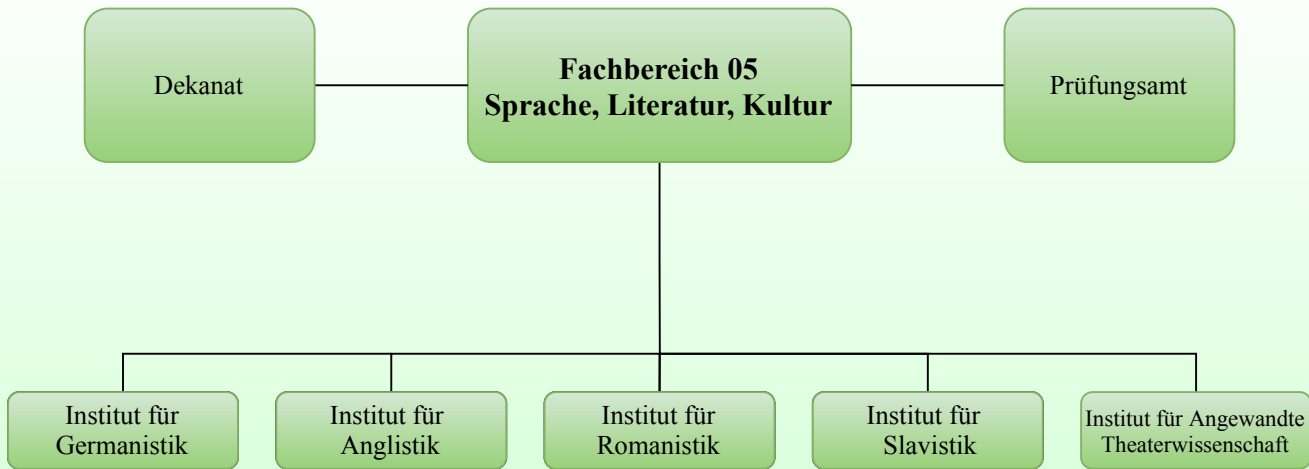 Dekanat
Fachbereich 05
Sprache, Literatur, Kultur
Prüfungsamt
Institut für
Germanistik
Institut für
Anglistik
Institut für
Romanistik
Institut für
Slavistik
Institut für Angewandte
Theaterwissenschaft